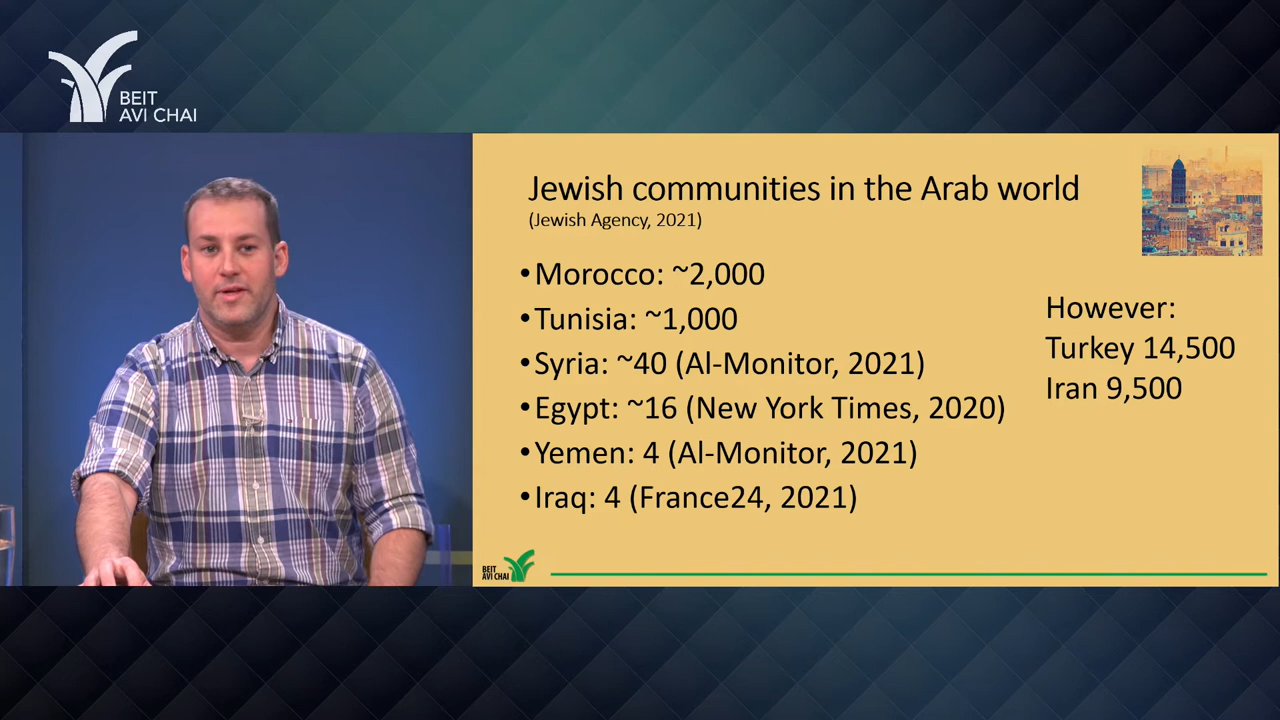 BEIT
AVI CHAI
Jewish communities in the Arab world
(Jewish Agency, 2021)
•Morocco: ~2,000
•Tunisia: ~1,000
•Syria: ~40 (Al-Monitor, 2021)
•Egypt: ~16 (New York Times, 2020)
•Yemen: 4 (Al-Monitor, 2021)
•Iraq: 4 (France24, 2021)
However:
Turkey 14,500
Iran 9,500
BEIT
AVI CHAI